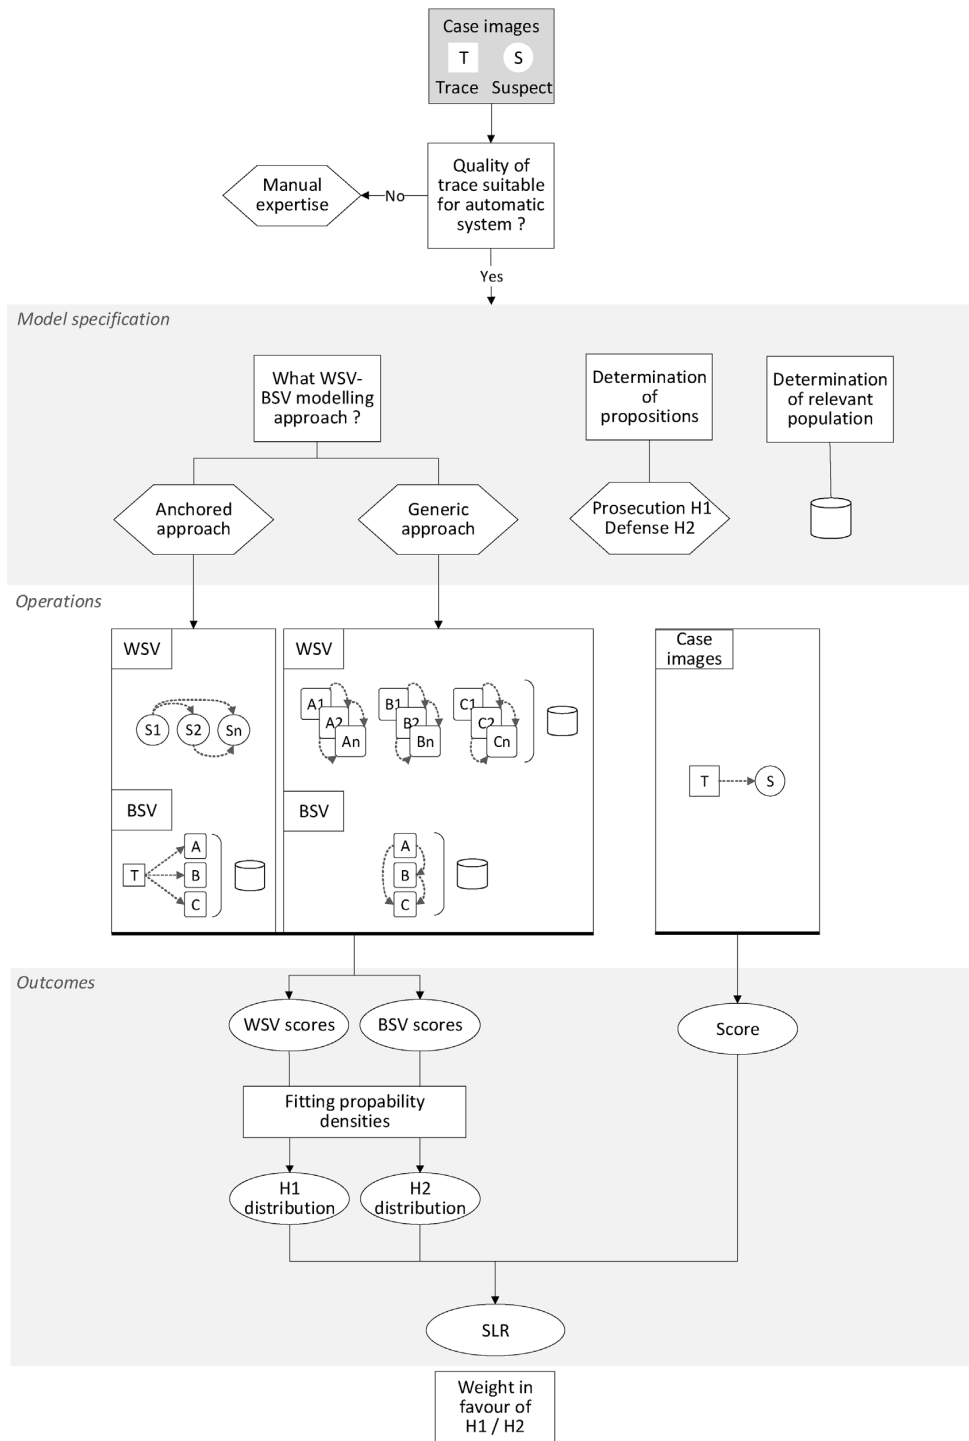 Case images
T
S
Trace
Suspect
Quality of
trace suitable
for automatic
system ?
No
Manual
expertise
Yes
Model specification
What WSV-
BSV modelling
approach ?
Determination
of
propositions
Determination
of relevant
population
Anchored
approach
Generic
approach
Prosecution H1
Defense H2
Operations
WSV
S1
S2
Sn
BSV
T
A
B
C
WSV
A1
A2
An
B1
B2
Bn
C1
C2
Cn
BSV
A
B
C
Case
images
T
S
Outcomes
WSV scores
BSV scores
Score
Fitting propability
densities
H1
distribution
H2
distribution
SLR
Weight in
favour of
H1 / H2